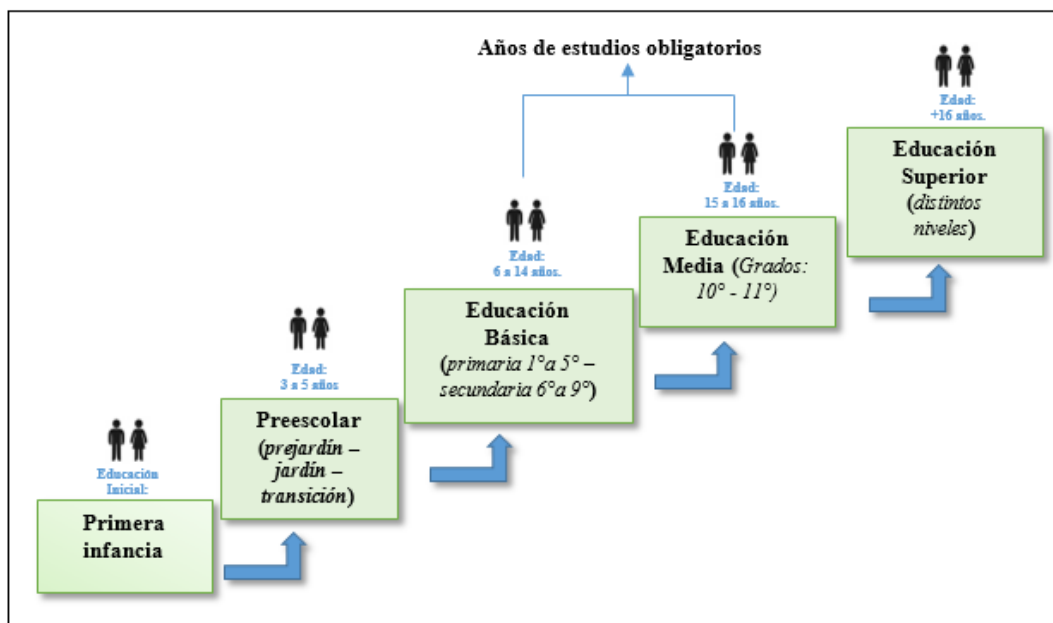 Años de estudios obligatorios
Educación
Inicial:
Primera
infancia
Edad:
3 a 5 años
Preescolar
(prejardín –
jardín –
transición)
Edad:
6 a 14 años.
Educación
Básica
(primaria 1°a 5° –
secundaria 6°a 9°)
Edad:
15 a 16 años.
Educación
Media (Grados:
10° - 11°)
Edad:
+16 años.
Educación
Superior
(distintos
niveles)